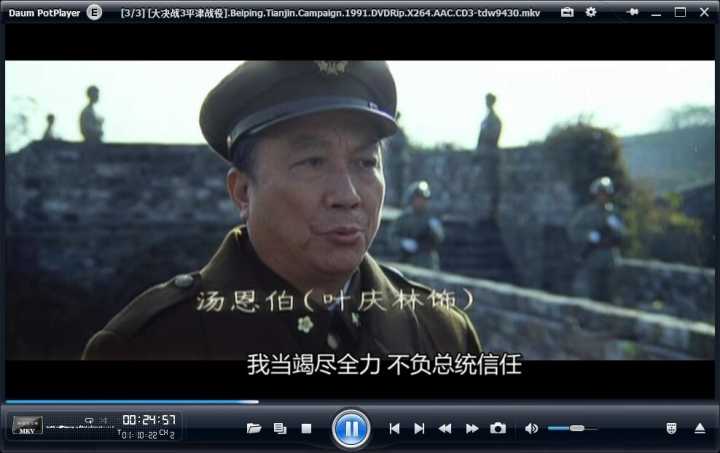 Daum PotPlayer [3/3] [大决战3平津战役].Beiping.Tianjin.Campaign.1991.DVDRip.X264.AAC.CD3-tdw9430.mkv
汤恩伯(叶庆林饰)
我当竭尽全力 不负总统信任
MKV
00:24:57
01:10:22 CH 2